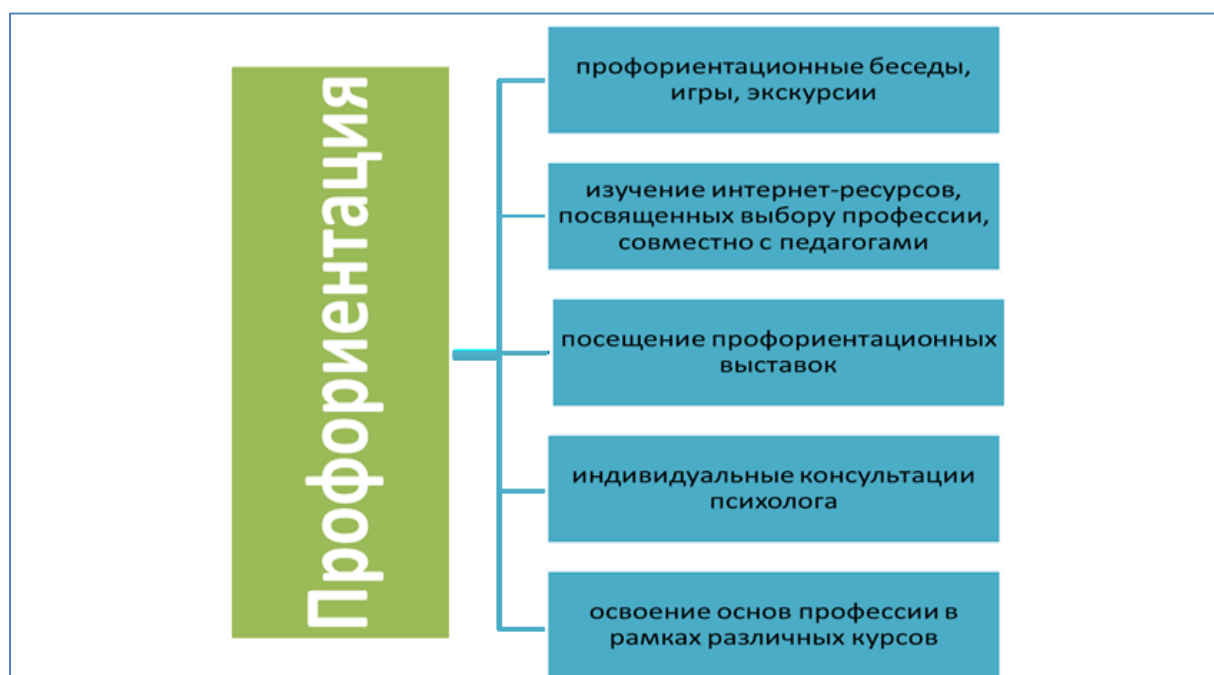 Профориентация
профориентационные беседы,
игры, экскурсии
изучение интернет-ресурсов,
посвященных выбору профессии,
совместно с педагогами
посещение профориентационных
выставок
индивидуальные консультации
психолога
освоение основ профессии в
рамках различных курсов